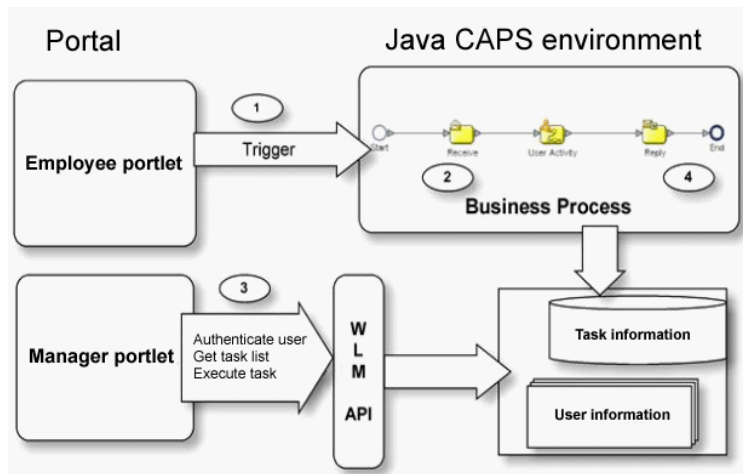 Portal
Java CAPS environment
1
Employee portlet
Trigger
Start
Receive
User Activity
Reply
End
2
4
Business Process
3
Manager portlet
Authenticate user
Get task list
Execute task
W
L
M
API
Task information
User information